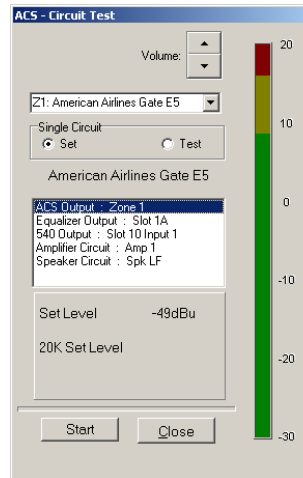 ACS - Circuit Test
Volume:
Z1: American Airlines Gate E5
Single Circuit
Set
Test
American Airlines Gate E5
ACS Output : Zone 1
Equalizer Output : Slot 1A
540 Output : Slot 10 Input 1
Amplifier Circuit : Amp 1
Speaker Circuit : Spk LF
Set Level -49dBu
20K Set Level
Start
Close
20
10
0
-10
-20
-30